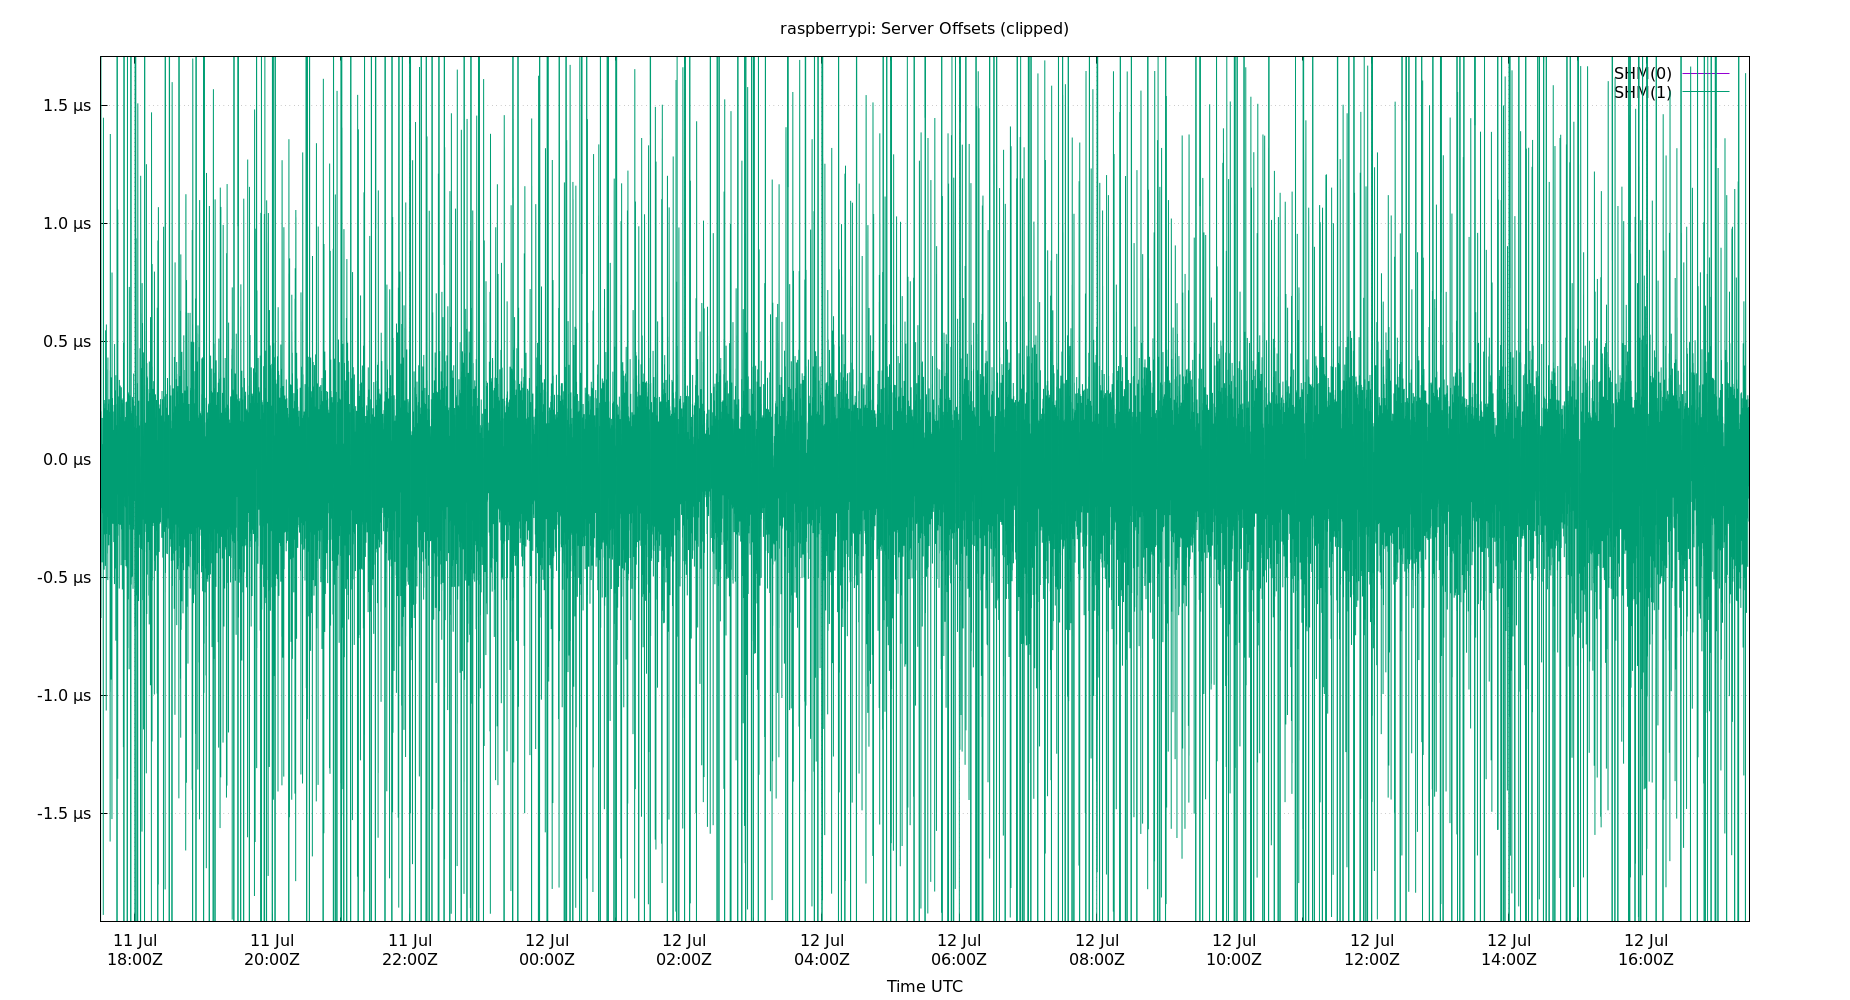 raspberrypi: Server Offsets (clipped)
SHM(0)
SHM(1)
1.5 µs
1.0 µs
0.5 µs
0.0 µs
-0.5 µs
-1.0 µs
-1.5 µs
11 Jul 11 Jul 11 Jul 12 Jul 12 Jul 12 Jul 12 Jul 12 Jul 12 Jul 12 Jul 12 Jul 12 Jul
18:00Z 20:00Z 22:00Z 00:00Z 02:00Z 04:00Z 06:00Z 08:00Z 10:00Z 12:00Z 14:00Z 16:00Z
Time UTC